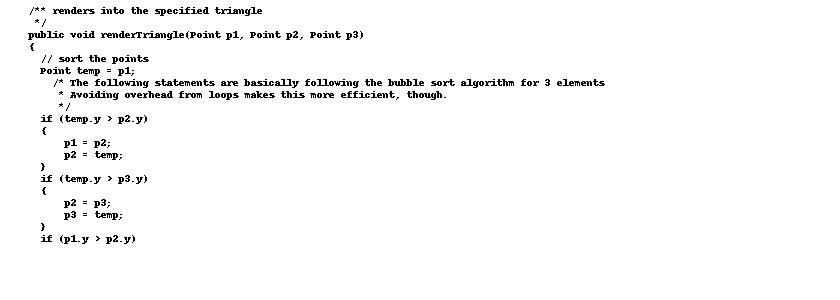 /** renders into the specified triangle
 */
public void renderTriangle(Point p1, Point p2, Point p3)
{
  // sort the points
  Point temp = p1;
    /* The following statements are basically following the bubble sort algorithm for 3 elements
     * Avoiding overhead from loops makes this more efficient, though.
     */
  if (temp.y > p2.y)
  {
      p1 = p2;
      p2 = temp;
  }
  if (temp.y > p3.y)
  {
      p2 = p3;
      p3 = temp;
  }
  if (p1.y > p2.y)